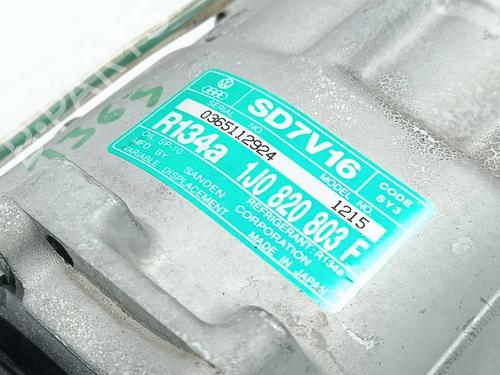 SD7V16
SERIAL NO. MODEL NO. CODE
0365112924 1215 SY3
R134a 1J0 820 803 F
OIL SP-10 REFRIGERANT: R134a
MFD BY SANDEN CORPORATION
VARIABLE DISPLACEMENT MADE IN JAPAN